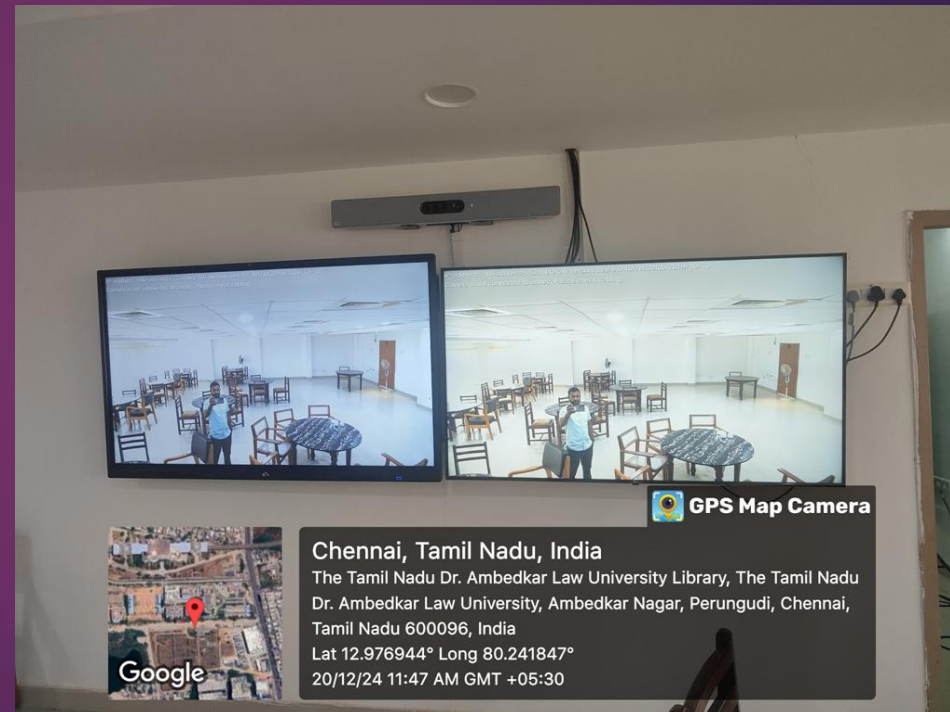 GPS Map Camera
Chennai, Tamil Nadu, India
The Tamil Nadu Dr. Ambedkar Law University Library, The Tamil Nadu
Dr. Ambedkar Law University, Ambedkar Nagar, Perungudi, Chennai,
Tamil Nadu 600096, India
Lat 12.976944° Long 80.241847°
20/12/24 11:47 AM GMT +05:30
Google